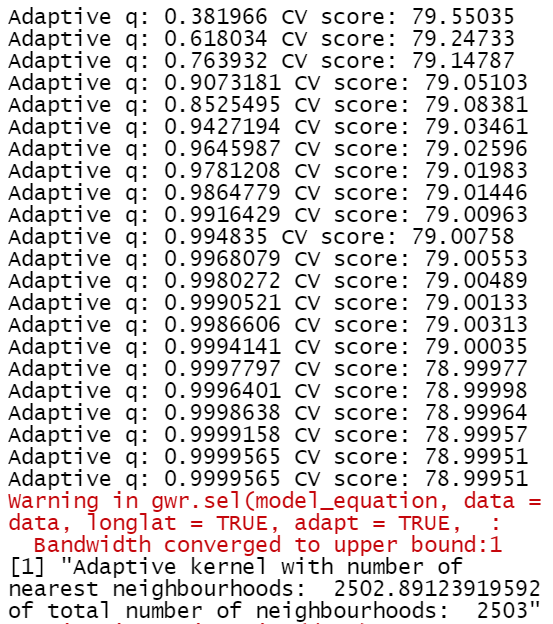 Adaptive q: 0.381966 CV score: 79.55035
Adaptive q: 0.618034 CV score: 79.24733
Adaptive q: 0.763932 CV score: 79.14787
Adaptive q: 0.9073181 CV score: 79.05103
Adaptive q: 0.8525495 CV score: 79.08381
Adaptive q: 0.9427194 CV score: 79.03461
Adaptive q: 0.9645987 CV score: 79.02596
Adaptive q: 0.9781208 CV score: 79.01983
Adaptive q: 0.9864779 CV score: 79.01446
Adaptive q: 0.9916429 CV score: 79.00963
Adaptive q: 0.994835 CV score: 79.00758
Adaptive q: 0.9968079 CV score: 79.00553
Adaptive q: 0.9980272 CV score: 79.00489
Adaptive q: 0.9990521 CV score: 79.00133
Adaptive q: 0.9986606 CV score: 79.00313
Adaptive q: 0.9994141 CV score: 79.00035
Adaptive q: 0.9997797 CV score: 78.99977
Adaptive q: 0.9996401 CV score: 78.99998
Adaptive q: 0.9998638 CV score: 78.99964
Adaptive q: 0.9999158 CV score: 78.99957
Adaptive q: 0.9999565 CV score: 78.99951
Adaptive q: 0.9999565 CV score: 78.99951
Warning in gwr.sel(model_equation, data =
data, longlat = TRUE, adapt = TRUE,  :
  Bandwidth converged to upper bound:1
[1] "Adaptive kernel with number of
nearest neighbourhoods:  2502.89123919592
of total number of neighbourhoods:  2503"